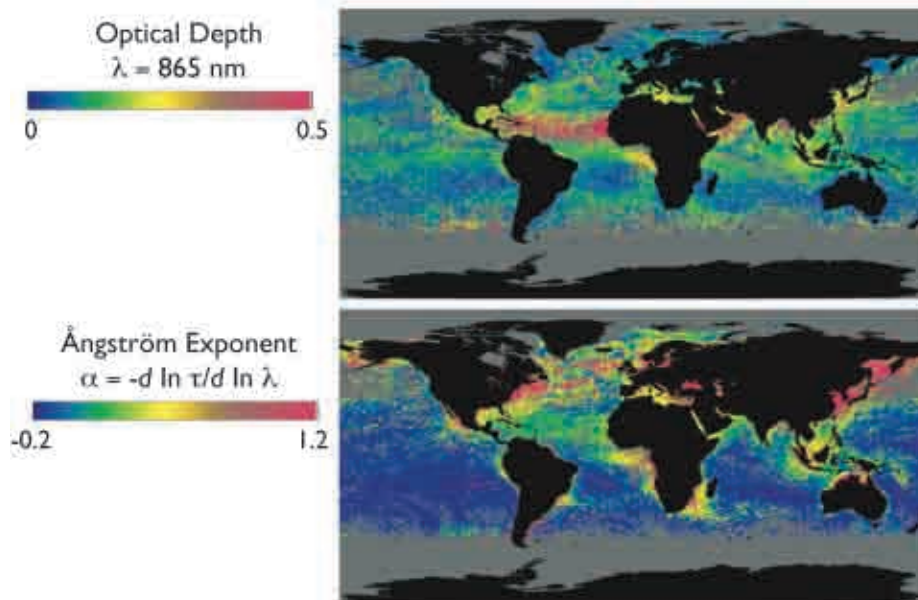 Optical Depth
λ = 865 nm
0 0.5
Ångström Exponent
α = -d ln τ/d ln λ
-0.2 1.2